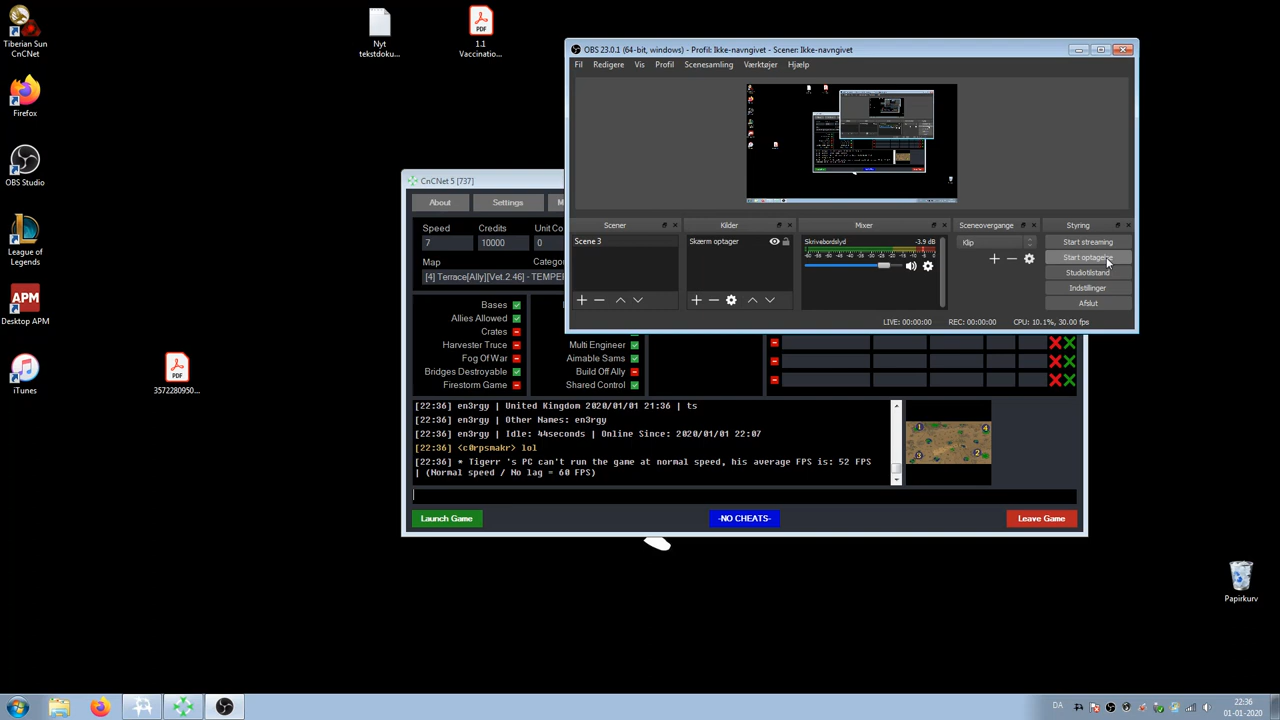 Tiberian Sun
CnCNet
Firefox
OBS Studio
League of
Legends
Desktop APM
iTunes
Nyt
tekstdoku...
1.1
Vaccination...
3572280950...
Papirkurv
OBS 23.0.1 (64-bit, windows) - Profil: Ikke-navngivet - Scener: Ikke-navngivet
Fil Redigere Vis Profil Scenesamling Værktøjer Hjælp
Scener Kilder Mixer Sceneovergange Styring
Scene 3
Skærm optager
Skrivebordslyd -3.9 dB
Klip
Start streaming
Start optagelse
Studiotilstand
Indstillinger
Afslut
LIVE: 00:00:00 REC: 00:00:00 CPU: 10.1%, 30.00 fps
CnCNet 5 [737]
About Settings M
Speed Credits Unit Co
7 10000 0
Map Categor
[4] Terrace[Ally][Vet.2.46] - TEMPER
Bases
Allies Allowed
Crates
Harvester Truce
Fog Of War
Bridges Destroyable
Firestorm Game
Multi Engineer
Aimable Sams
Build Off Ally
Shared Control
[22:36] en3rgy | United Kingdom 2020/01/01 21:36 | ts
[22:36] en3rgy | Other Names: en3rgy
[22:36] en3rgy | Idle: 44seconds | Online Since: 2020/01/01 22:07
[22:36] <c0rpsmakr> lol
[22:36] * Tigerr 's PC can't run the game at normal speed, his average FPS is: 52 FPS
| (Normal speed / No lag = 60 FPS)
1 4
3 2
Launch Game -NO CHEATS- Leave Game
DA
22:36
01-01-2020